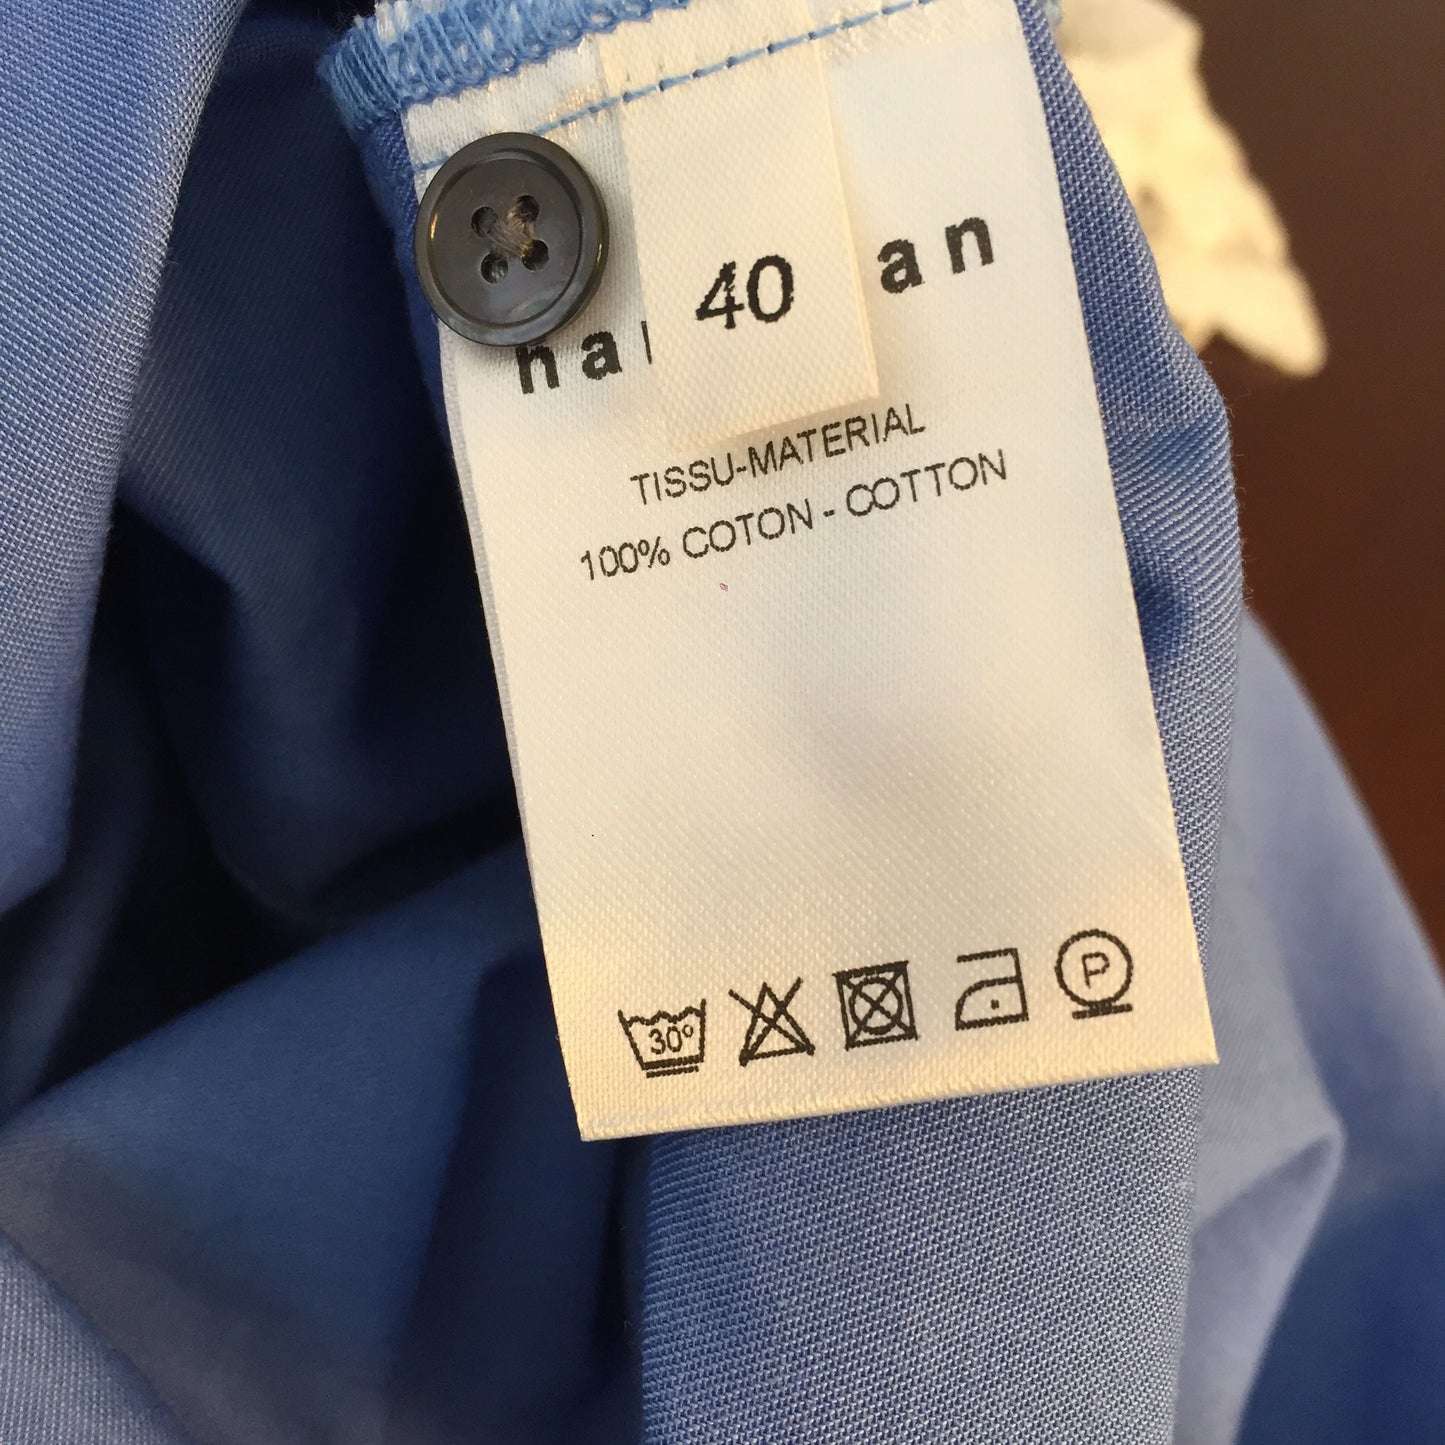 40
TISSU-MATERIAL
100% COTON - COTTON
30°
P